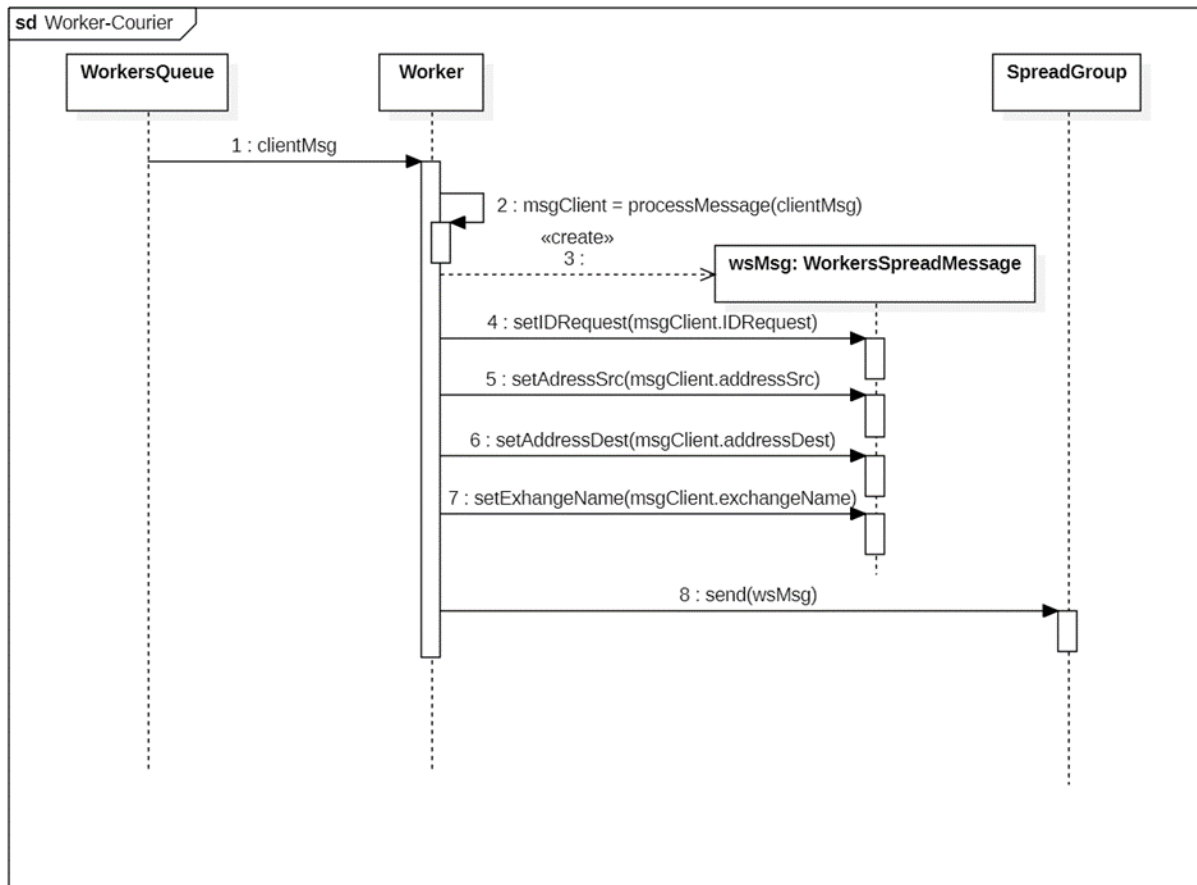 sd Worker-Courier
WorkersQueue
Worker
SpreadGroup
1 : clientMsg
2 : msgClient = processMessage(clientMsg)
«create»
3 :
wsMsg: WorkersSpreadMessage
4 : setIDRequest(msgClient.IDRequest)
5 : setAdressSrc(msgClient.addressSrc)
6 : setAddressDest(msgClient.addressDest)
7 : setExhangeName(msgClient.exchangeName)
8 : send(wsMsg)